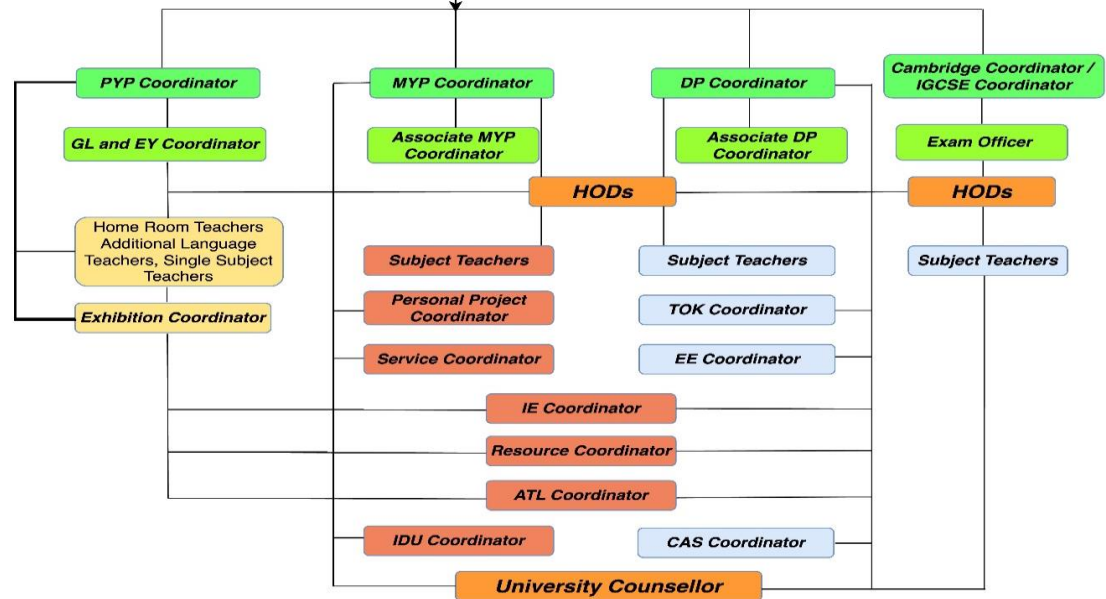 PYP Coordinator
MYP Coordinator
DP Coordinator
Cambridge Coordinator /
IGCSE Coordinator
GL and EY Coordinator
Associate MYP
Coordinator
Associate DP
Coordinator
Exam Officer
HODs
HODs
Home Room Teachers
Additional Language
Teachers, Single Subject
Teachers
Subject Teachers
Subject Teachers
Subject Teachers
Exhibition Coordinator
Personal Project
Coordinator
TOK Coordinator
Service Coordinator
EE Coordinator
IE Coordinator
Resource Coordinator
ATL Coordinator
IDU Coordinator
CAS Coordinator
University Counsellor